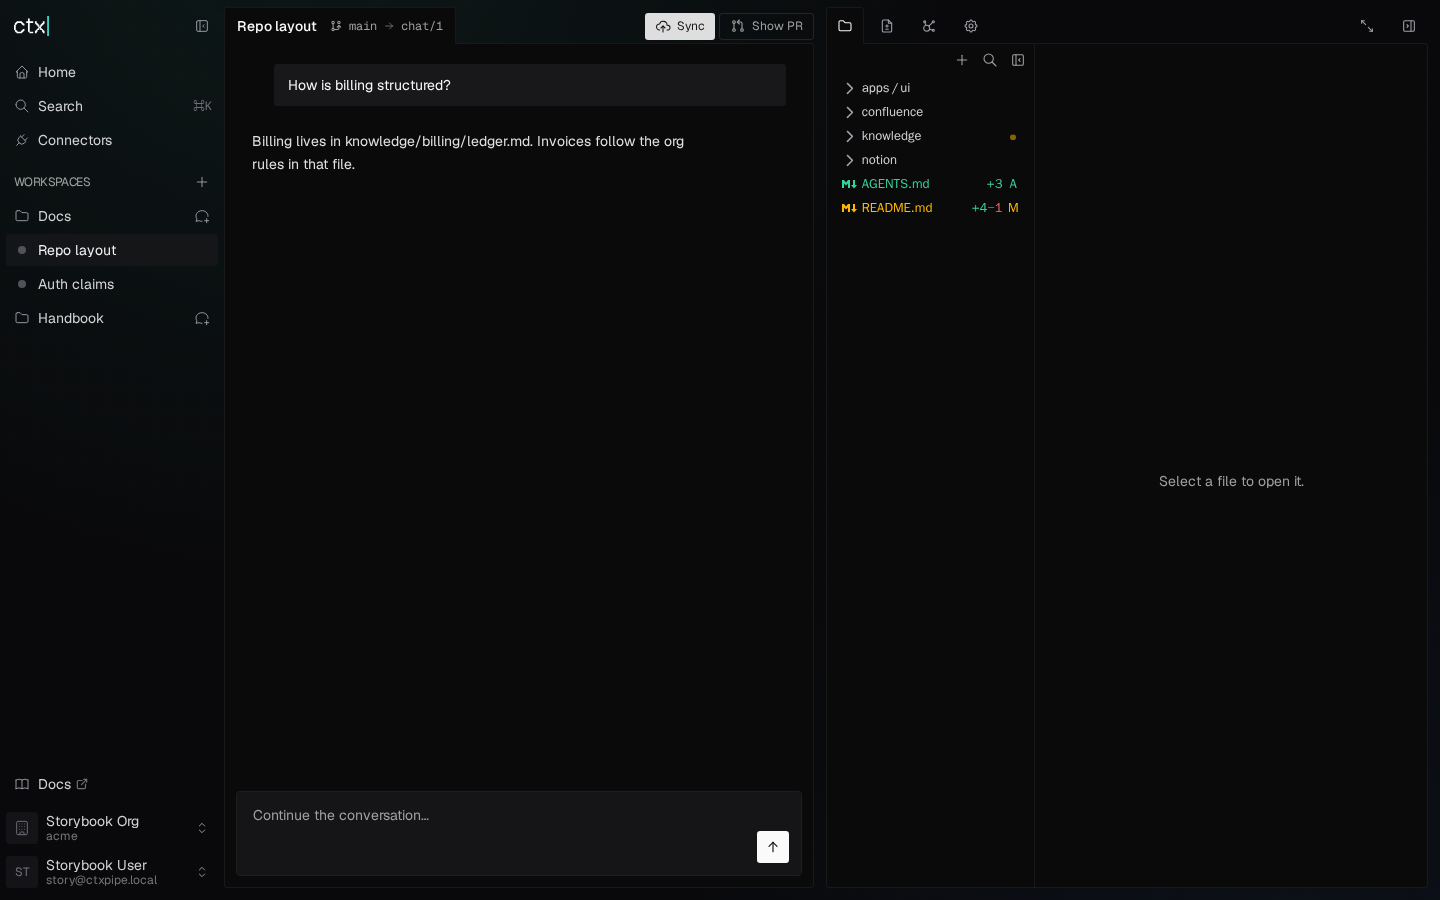 ctx
Home
Search ⌘K
Connectors
WORKSPACES
Docs
Repo layout
Auth claims
Handbook
Docs
Storybook Org
acme
ST
Storybook User
story@ctxpipe.local
Repo layout main → chat/1
Sync
Show PR
How is billing structured?
Billing lives in knowledge/billing/ledger.md. Invoices follow the org
rules in that file.
Continue the conversation...
apps / ui
confluence
knowledge
notion
M↓ AGENTS.md +3 A
M↓ README.md +4−1 M
Select a file to open it.